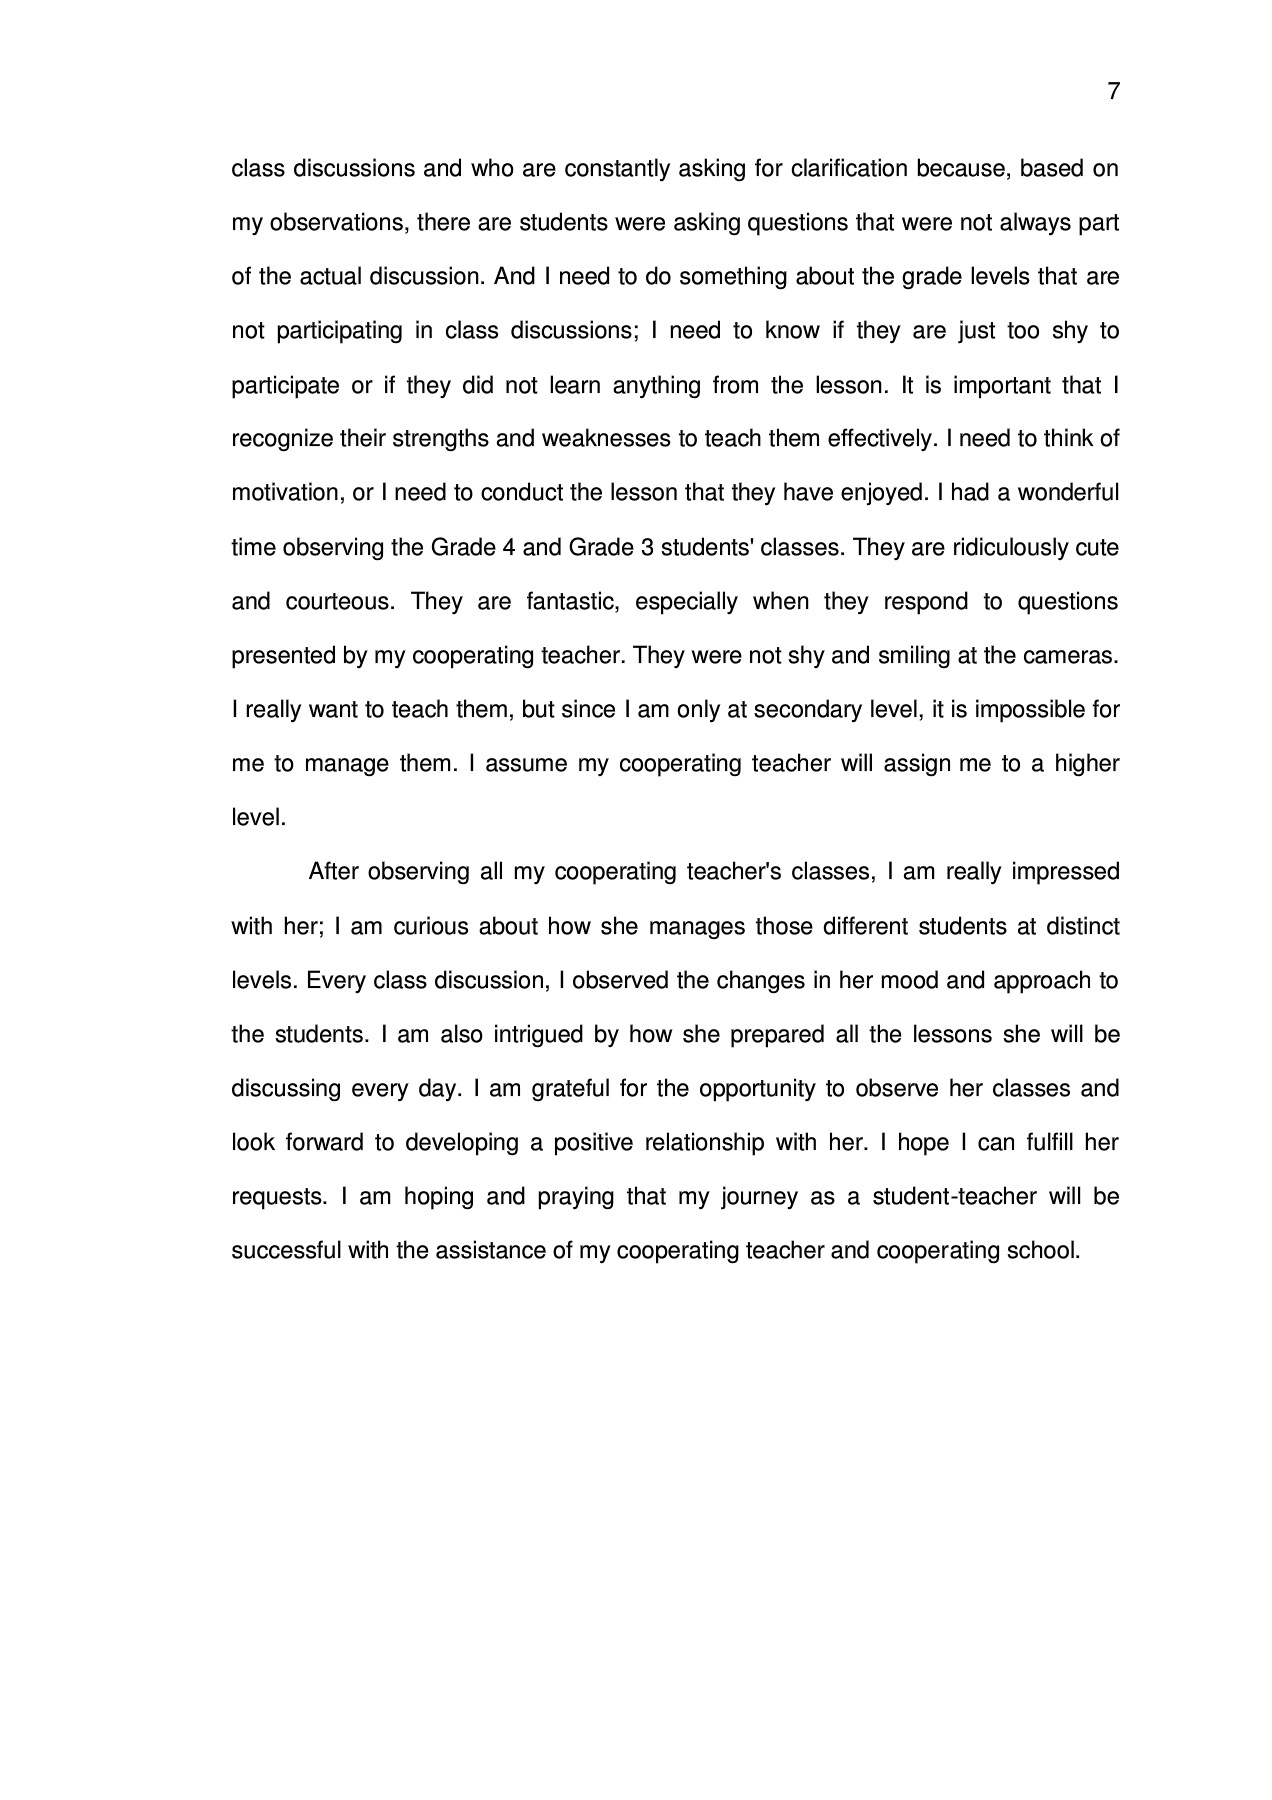 7
class discussions and who are constantly asking for clarification because, based on
my observations, there are students were asking questions that were not always part
of the actual discussion. And I need to do something about the grade levels that are
not participating in class discussions; I need to know if they are just too shy to
participate or if they did not learn anything from the lesson. It is important that I
recognize their strengths and weaknesses to teach them effectively. I need to think of
motivation, or I need to conduct the lesson that they have enjoyed. I had a wonderful
time observing the Grade 4 and Grade 3 students' classes. They are ridiculously cute
and courteous. They are fantastic, especially when they respond to questions
presented by my cooperating teacher. They were not shy and smiling at the cameras.
I really want to teach them, but since I am only at secondary level, it is impossible for
me to manage them. I assume my cooperating teacher will assign me to a higher
level.
After observing all my cooperating teacher's classes, I am really impressed
with her; I am curious about how she manages those different students at distinct
levels. Every class discussion, I observed the changes in her mood and approach to
the students. I am also intrigued by how she prepared all the lessons she will be
discussing every day. I am grateful for the opportunity to observe her classes and
look forward to developing a positive relationship with her. I hope I can fulfill her
requests. I am hoping and praying that my journey as a student-teacher will be
successful with the assistance of my cooperating teacher and cooperating school.